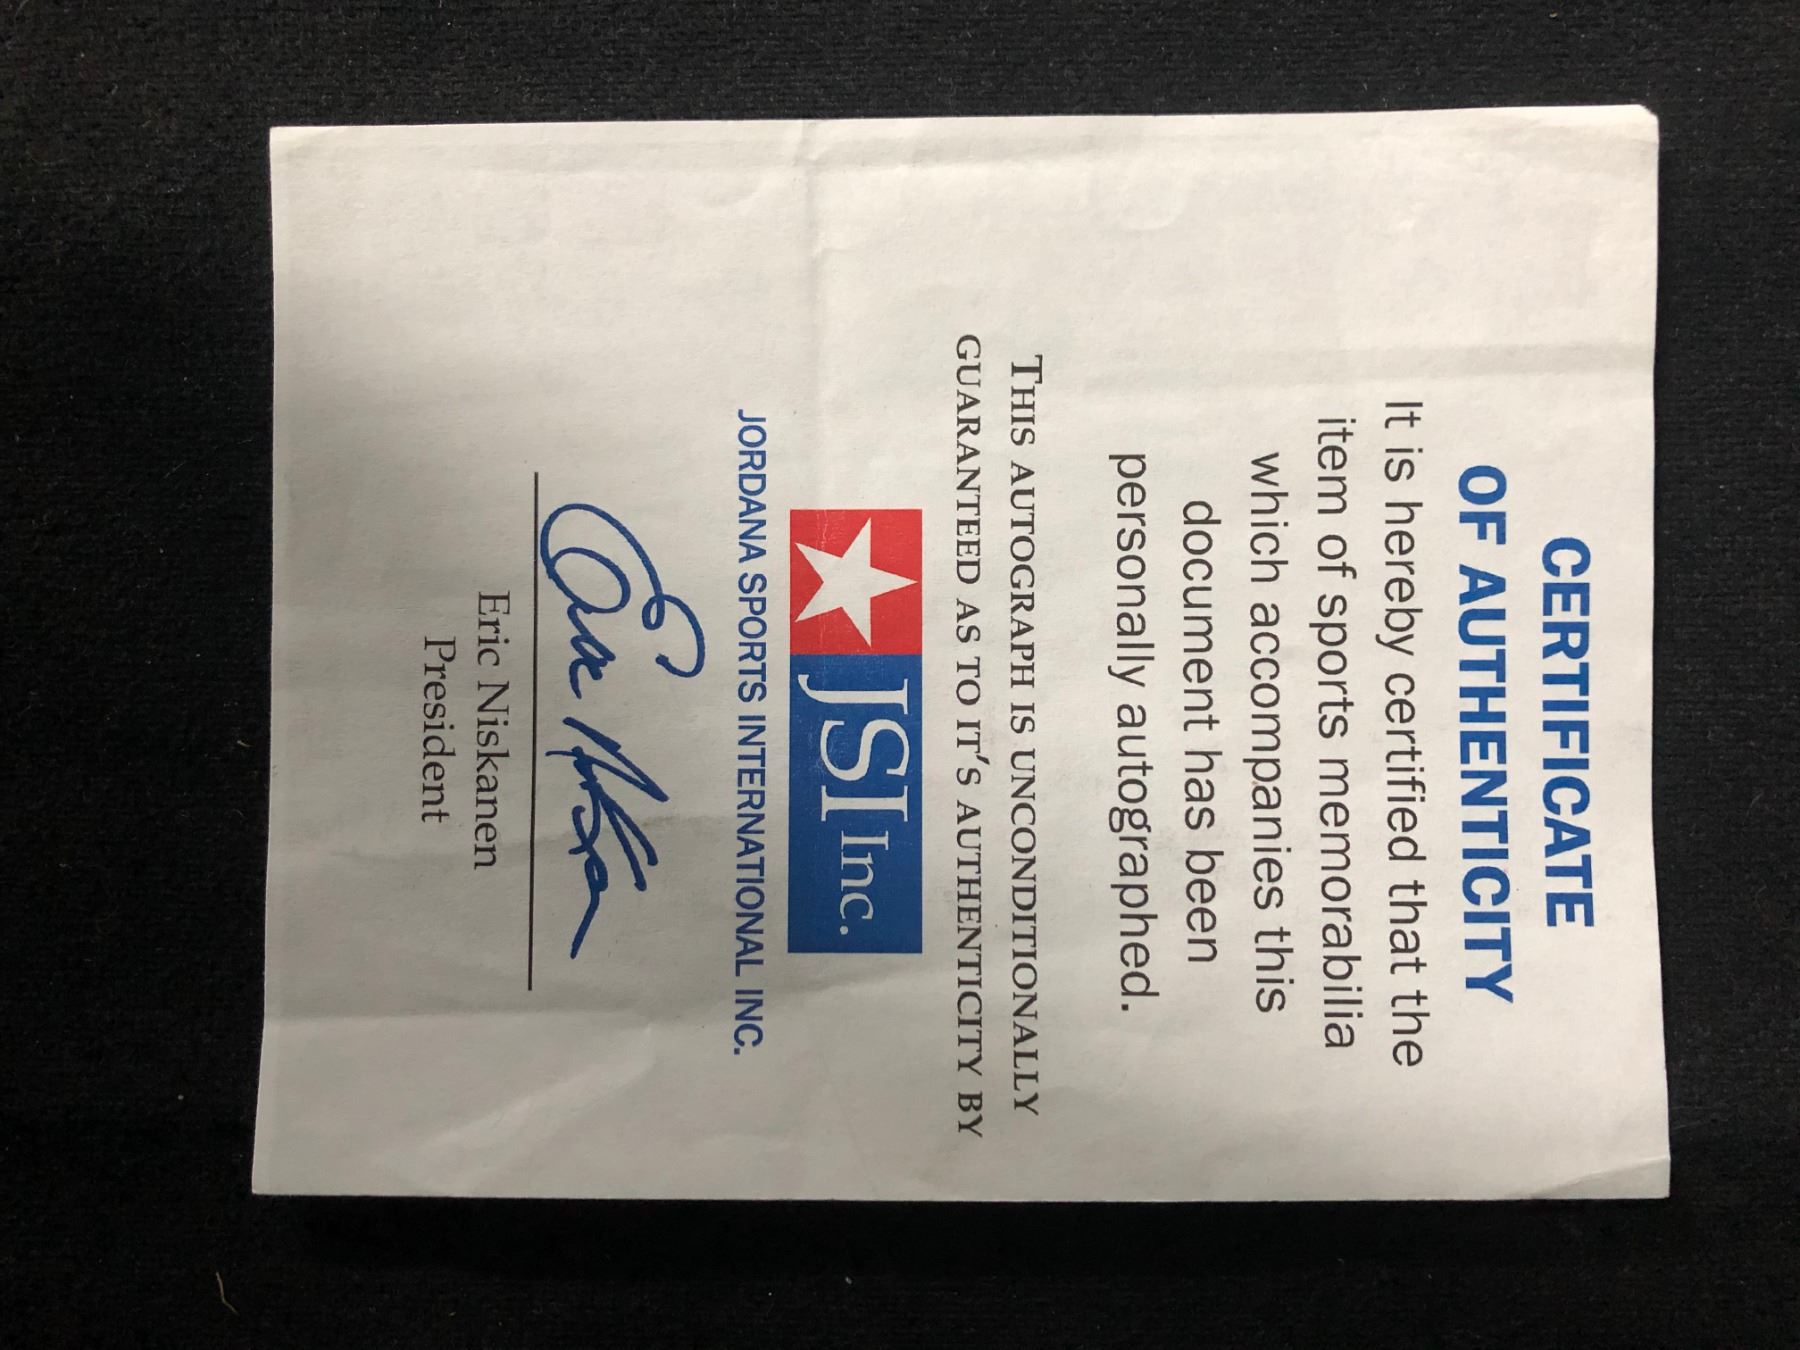 CERTIFICATE
OF AUTHENTICITY
It is hereby certified that the
item of sports memorabilia
which accompanies this
document has been
personally autographed.
THIS AUTOGRAPH IS UNCONDITIONALLY
GUARANTEED AS TO IT'S AUTHENTICITY BY
JSI Inc.
JORDANA SPORTS INTERNATIONAL INC.
Eric Niskanen
Eric Niskanen
President